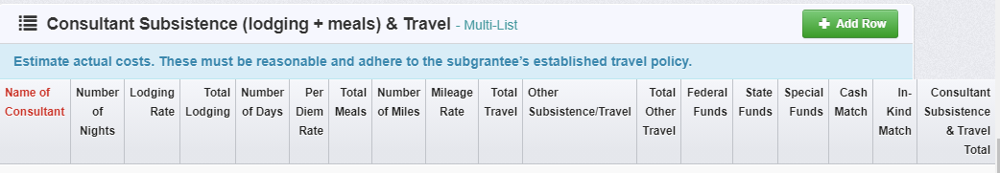 Consultant Subsistence (lodging + meals) & Travel - Multi-List
Add Row
Estimate actual costs. These must be reasonable and adhere to the subgrantee's established travel policy.
Name of
Consultant
Number
of
Nights
Lodging
Rate
Total
Lodging
Number
of Days
Per
Diem
Rate
Total
Meals
Number
of Miles
Mileage
Rate
Total
Travel
Other
Subsistence/Travel
Total
Other
Travel
Federal
Funds
State
Funds
Special
Funds
Cash
Match
In-
Kind
Match
Consultant
Subsistence
& Travel
Total